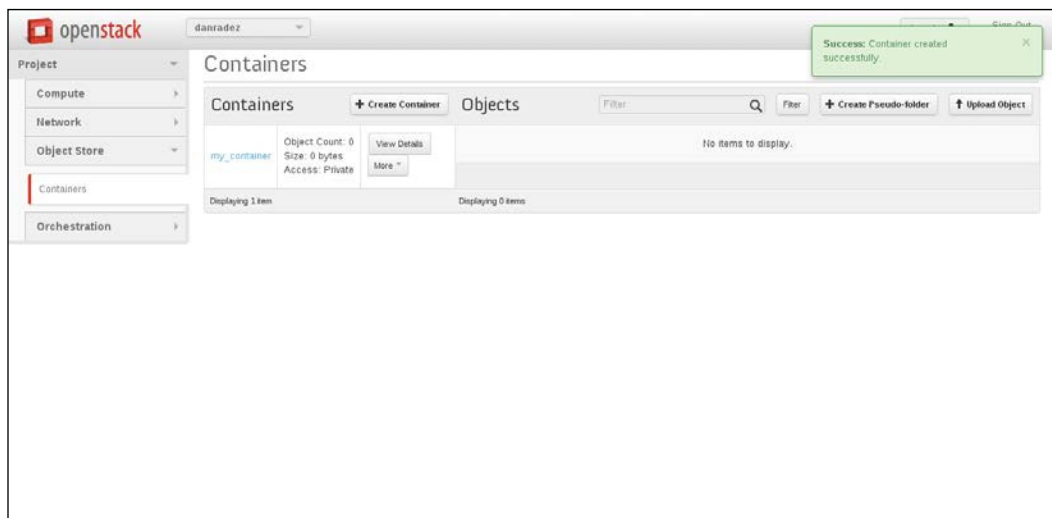 openstack
danradez
Sign Out
Success: Container created
successfully.
×
Project
Containers
Compute
Network
Object Store
Containers
Orchestration
Containers
+ Create Container
Objects
Filter
Filter
+ Create Pseudo-folder
Upload Object
my_container
Object Count: 0
Size: 0 bytes
Access: Private
View Details
More
No items to display.
Displaying 1 item
Displaying 0 items